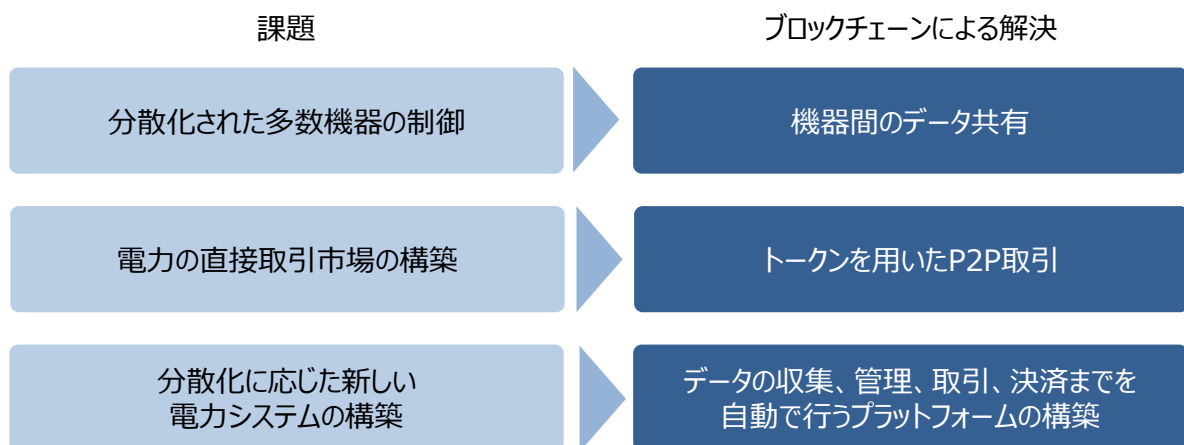 課題
ブロックチェーンによる解決
分散化された多数機器の制御
機器間のデータ共有
電力の直接取引市場の構築
トークンを用いたP2P取引
分散化に応じた新しい
電力システムの構築
データの収集、管理、取引、決済までを
自動で行うプラットフォームの構築